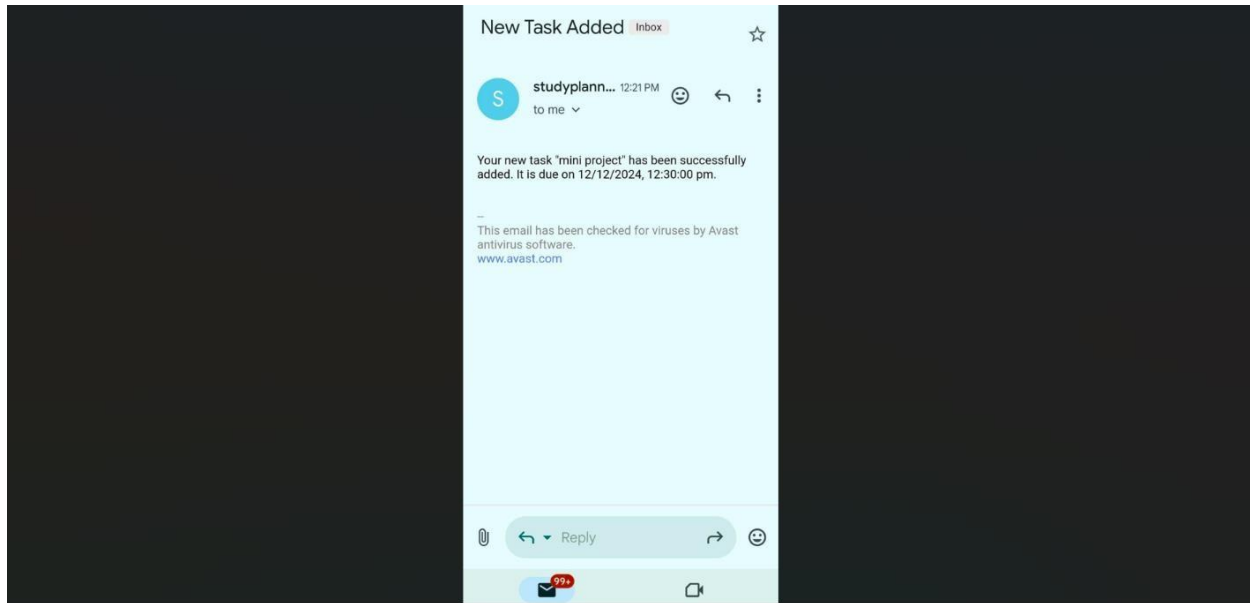 New Task Added Inbox
S
studyplann... 12:21 PM
to me
Your new task "mini project" has been successfully
added. It is due on 12/12/2024, 12:30:00 pm.
--
This email has been checked for viruses by Avast
antivirus software.
www.avast.com
Reply
99+